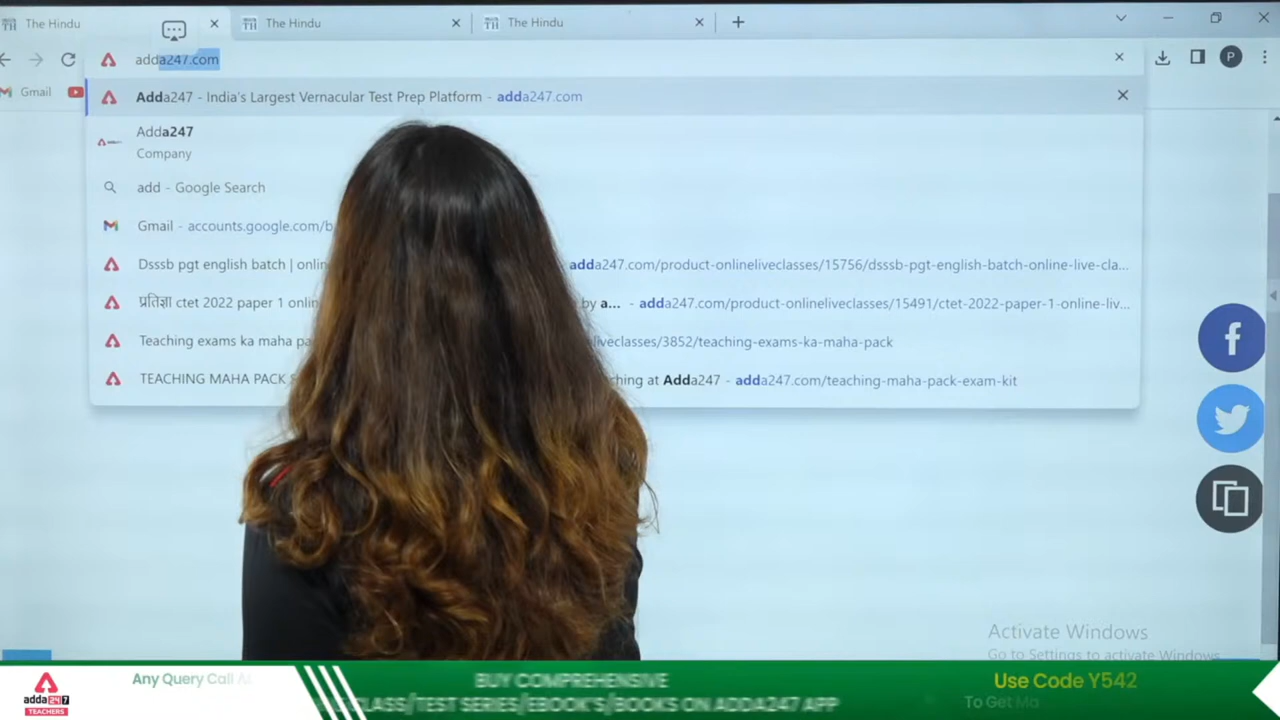 The Hindu
The Hindu
The Hindu
adda247.com
P
Gmail
Adda247 - India's Largest Vernacular Test Prep Platform - adda247.com
Adda247
Company
add - Google Search
Gmail - accounts.google.com/b
Dsssb pgt english batch | onlin
adda247.com/product-onlineliveclasses/15756/dsssb-pgt-english-batch-online-live-cla...
प्रतिज्ञा ctet 2022 paper 1 onlin
by a... - adda247.com/product-onlineliveclasses/15491/ctet-2022-paper-1-online-liv...
Teaching exams ka maha pa
liveclasses/3852/teaching-exams-ka-maha-pack
TEACHING MAHA PACK
hing at Adda247 - adda247.com/teaching-maha-pack-exam-kit
Activate Windows
Go to Settings to activate Windows.
adda247
TEACHERS
Any Query Call
BUY COMPREHENSIVE
CLASS/TEST SERIES/EBOOK'S/BOOKS ON ADDA247 APP
Use Code Y542
To Get Ma